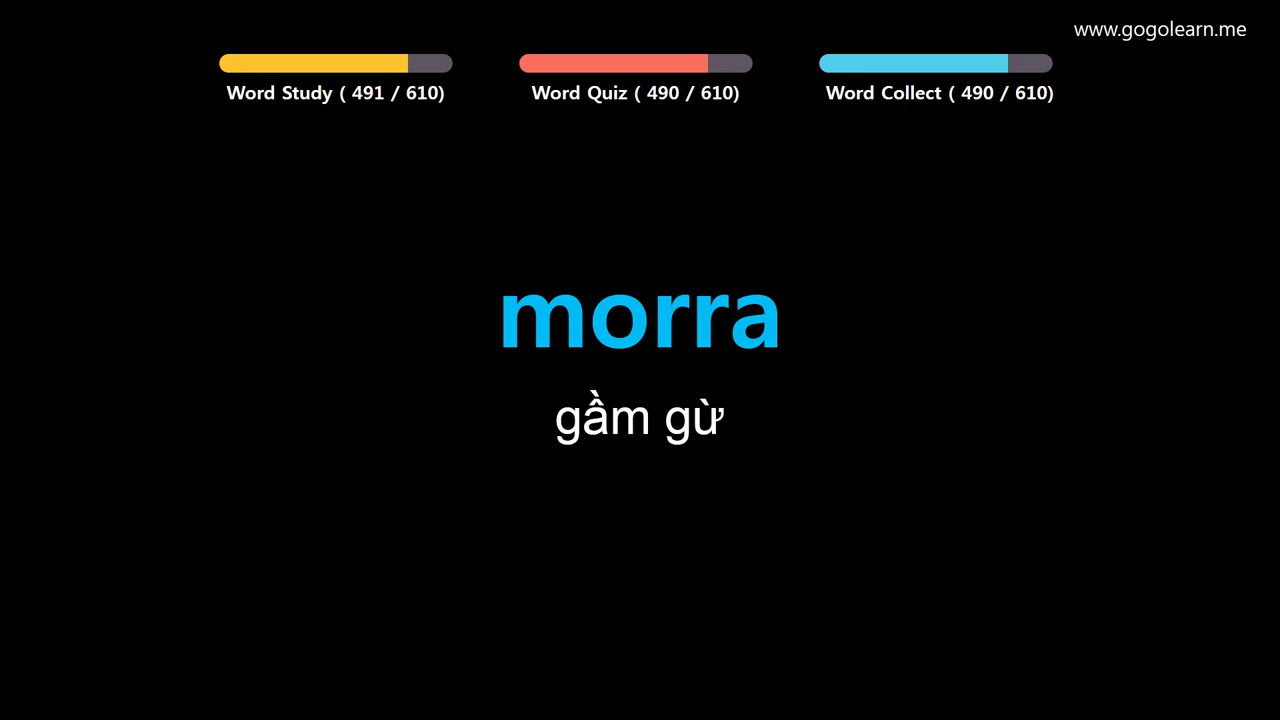 www.gogolearn.me
Word Study ( 491 / 610)
Word Quiz ( 490 / 610)
Word Collect ( 490 / 610)
morra
gầm gừ